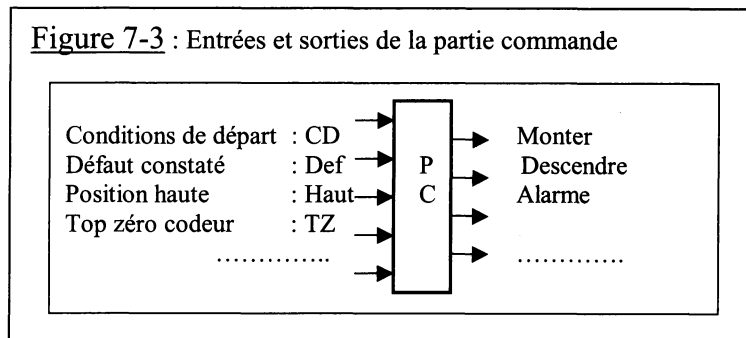 Figure 7-3 : Entrées et sorties de la partie commande
Conditions de départ : CD
Défaut constaté : Def
Position haute : Haut
Top zéro codeur : TZ
…………..
P
C
Monter
Descendre
Alarme
………….